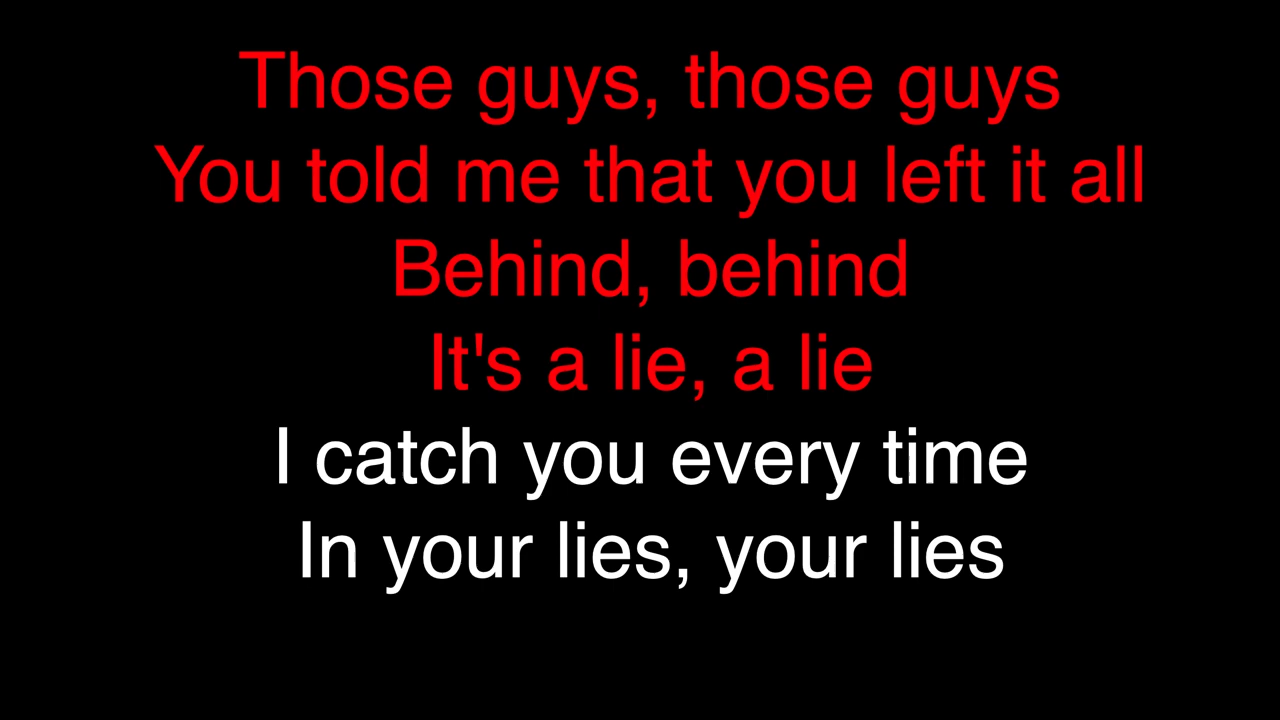 Those guys, those guys
You told me that you left it all
Behind, behind
It's a lie, a lie
I catch you every time
In your lies, your lies